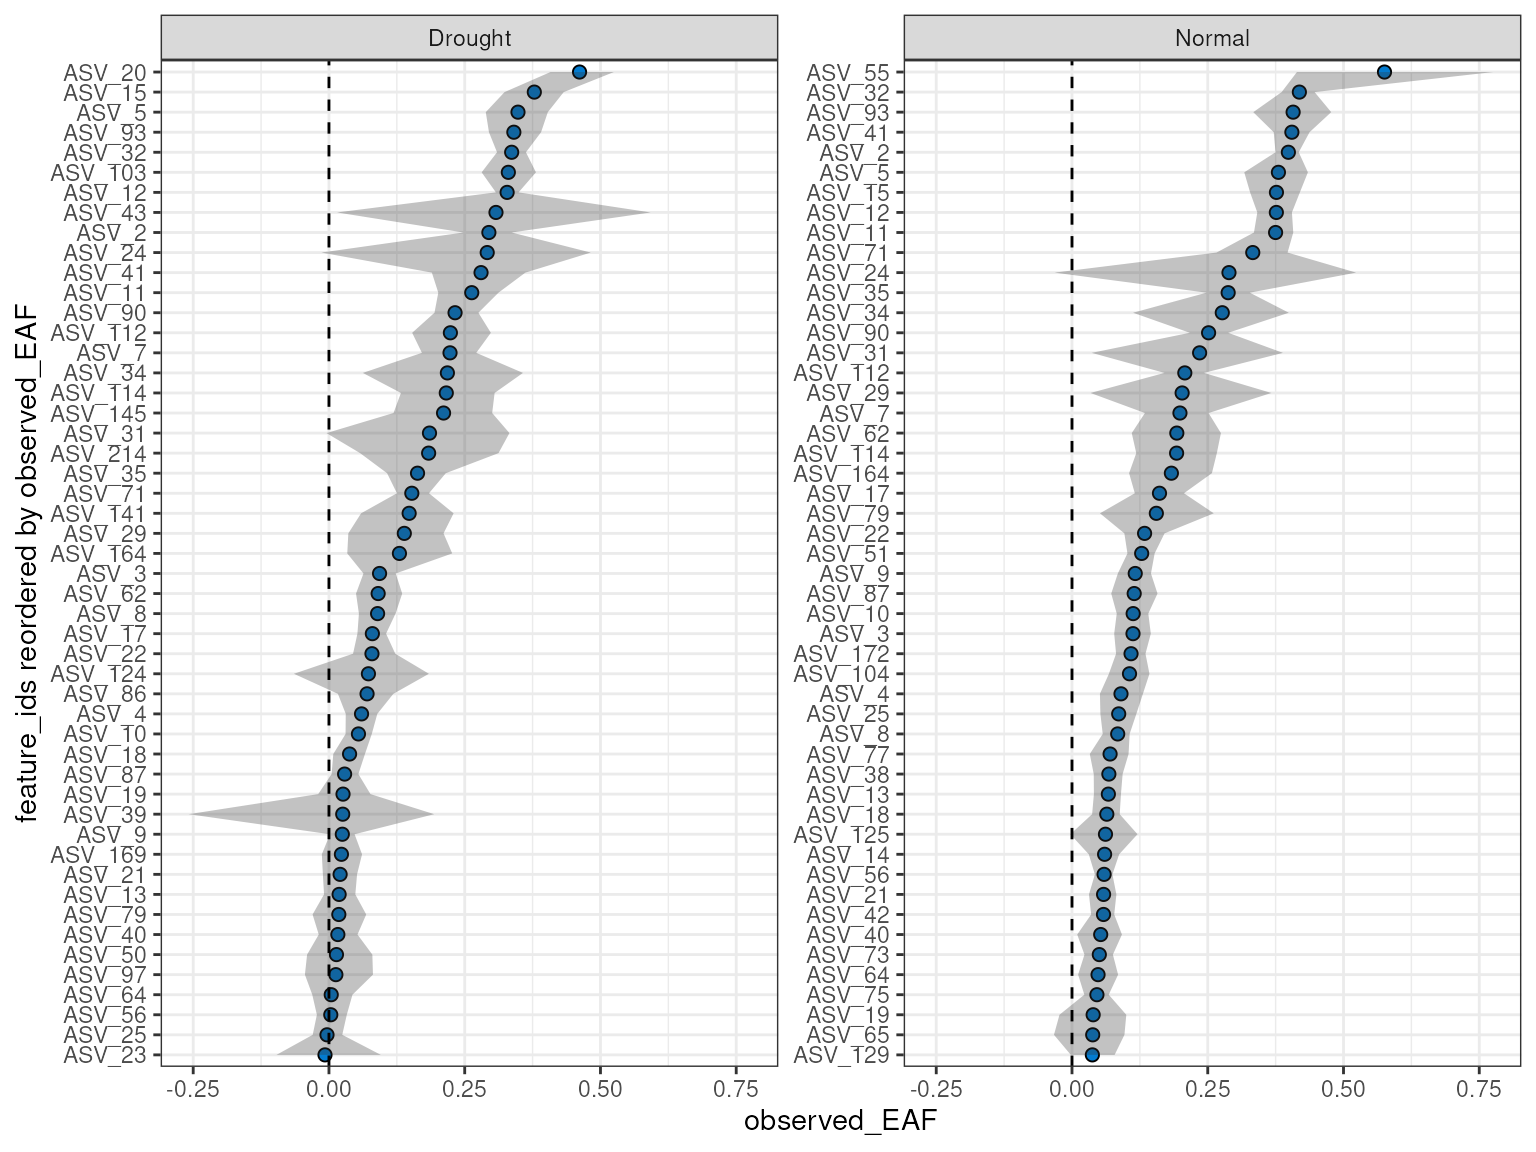 Drought
Normal
feature_ids reordered by observed_EAF
ASV_20
ASV_15
ASV_5
ASV_93
ASV_32
ASV_103
ASV_12
ASV_43
ASV_2
ASV_24
ASV_41
ASV_11
ASV_90
ASV_112
ASV_7
ASV_34
ASV_114
ASV_145
ASV_31
ASV_214
ASV_35
ASV_71
ASV_141
ASV_29
ASV_164
ASV_3
ASV_62
ASV_8
ASV_17
ASV_22
ASV_124
ASV_86
ASV_4
ASV_10
ASV_18
ASV_87
ASV_19
ASV_39
ASV_9
ASV_169
ASV_21
ASV_13
ASV_79
ASV_40
ASV_50
ASV_97
ASV_64
ASV_56
ASV_25
ASV_23
ASV_55
ASV_32
ASV_93
ASV_41
ASV_2
ASV_5
ASV_15
ASV_12
ASV_11
ASV_71
ASV_24
ASV_35
ASV_34
ASV_90
ASV_31
ASV_112
ASV_29
ASV_7
ASV_62
ASV_114
ASV_164
ASV_17
ASV_79
ASV_22
ASV_51
ASV_9
ASV_87
ASV_10
ASV_3
ASV_172
ASV_104
ASV_4
ASV_25
ASV_8
ASV_77
ASV_38
ASV_13
ASV_18
ASV_125
ASV_14
ASV_56
ASV_21
ASV_42
ASV_40
ASV_73
ASV_64
ASV_75
ASV_19
ASV_65
ASV_129
-0.25 0.00 0.25 0.50 0.75
-0.25 0.00 0.25 0.50 0.75
observed_EAF